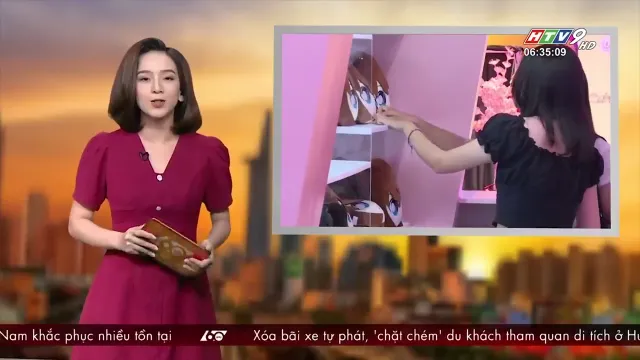 HTV9 HD
06:35:09
Nam khắc phục nhiều tồn tại 60 Xóa bãi xe tự phát, 'chặt chém' du khách tham quan di tích ở